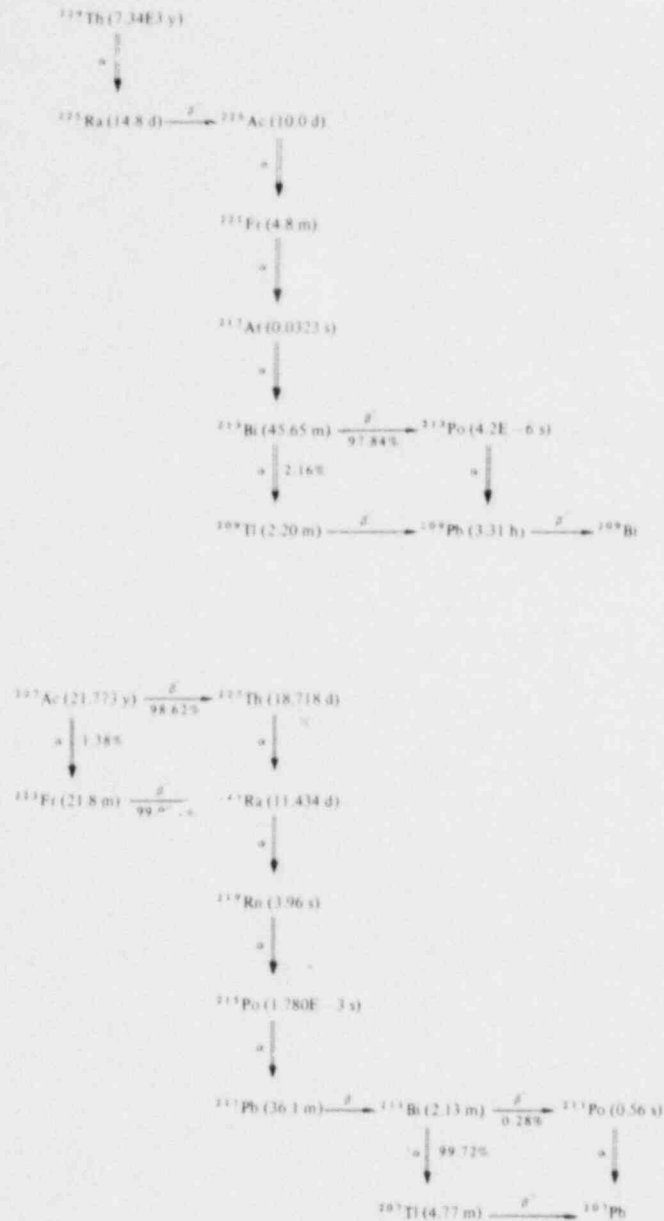 ²²⁹Th (7.34E3 y)
α
²²⁵Ra (14.8 d) β⁻ ²²⁵Ac (10.0 d)
α
²²¹Fr (4.8 m)
α
²¹⁷At (0.0323 s)
α
²¹³Bi (45.65 m) β⁻ 97.84% ²¹³Po (4.2E − 6 s)
α 2.16% α
²⁰⁹Tl (2.20 m) β⁻ ²⁰⁹Pb (3.31 h) β⁻ ²⁰⁹Bi
²²⁷Ac (21.773 y) β⁻ 98.62% ²²⁷Th (18.718 d)
α 1.38% α
²²³Fr (21.8 m) β⁻ Ra (11.434 d)
α
²¹⁹Rn (3.96 s)
α
²¹⁵Po (1.780E − 3 s)
α
²¹¹Pb (36.1 m) β⁻ ²¹¹Bi (2.13 m) β⁻ 0.28% ²¹¹Po (0.56 s)
α 99.72% α
²⁰⁷Tl (4.77 m) β⁻ ²⁰⁷Pb